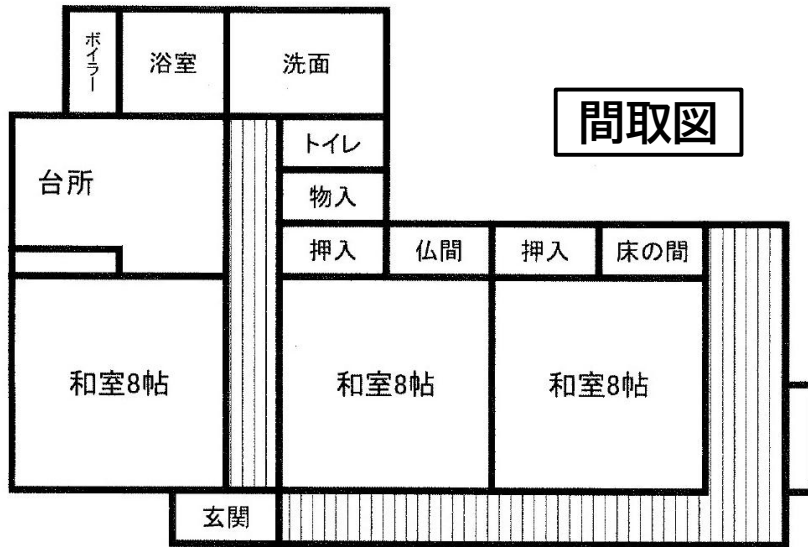 ボイラー
浴室
洗面
間取図
トイレ
台所
物入
押入
仏間
押入
床の間
和室8帖
和室8帖
和室8帖
玄関